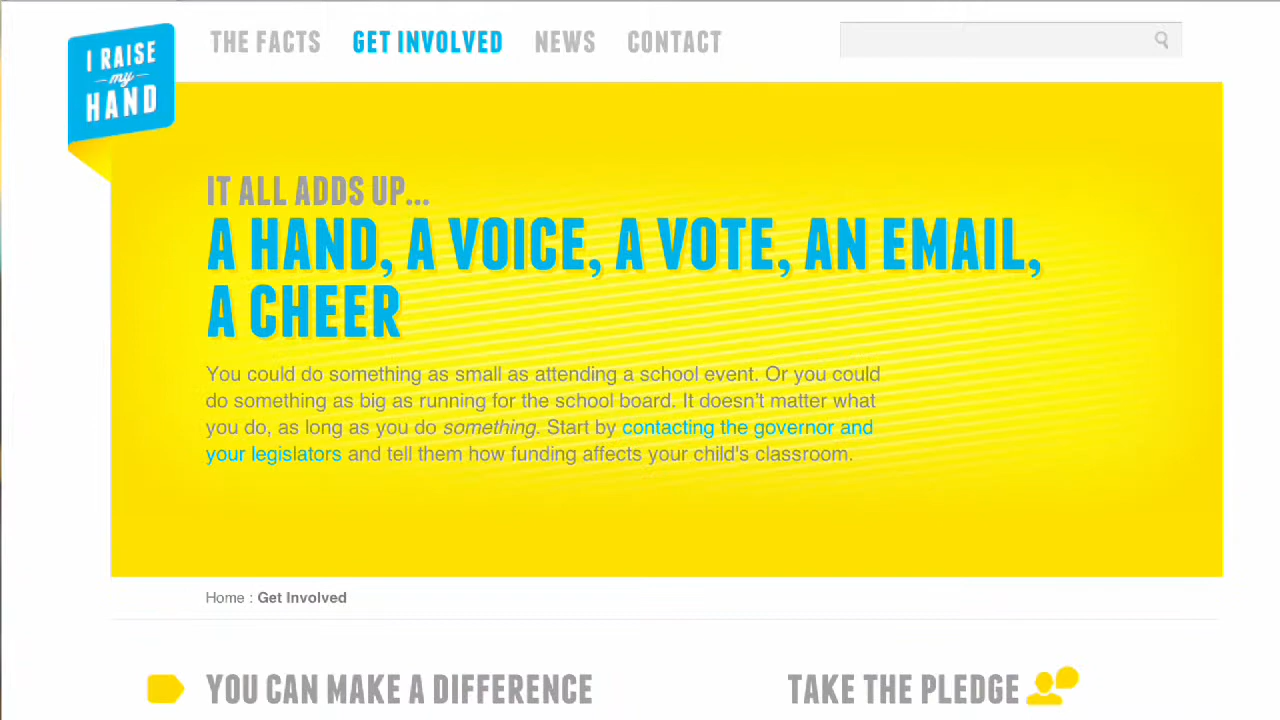 I RAISE
my
HAND
THE FACTS GET INVOLVED NEWS CONTACT
IT ALL ADDS UP...
A HAND, A VOICE, A VOTE, AN EMAIL,
A CHEER
You could do something as small as attending a school event. Or you could
do something as big as running for the school board. It doesn't matter what
you do, as long as you do something. Start by contacting the governor and
your legislators and tell them how funding affects your child's classroom.
Home : Get Involved
YOU CAN MAKE A DIFFERENCE
TAKE THE PLEDGE